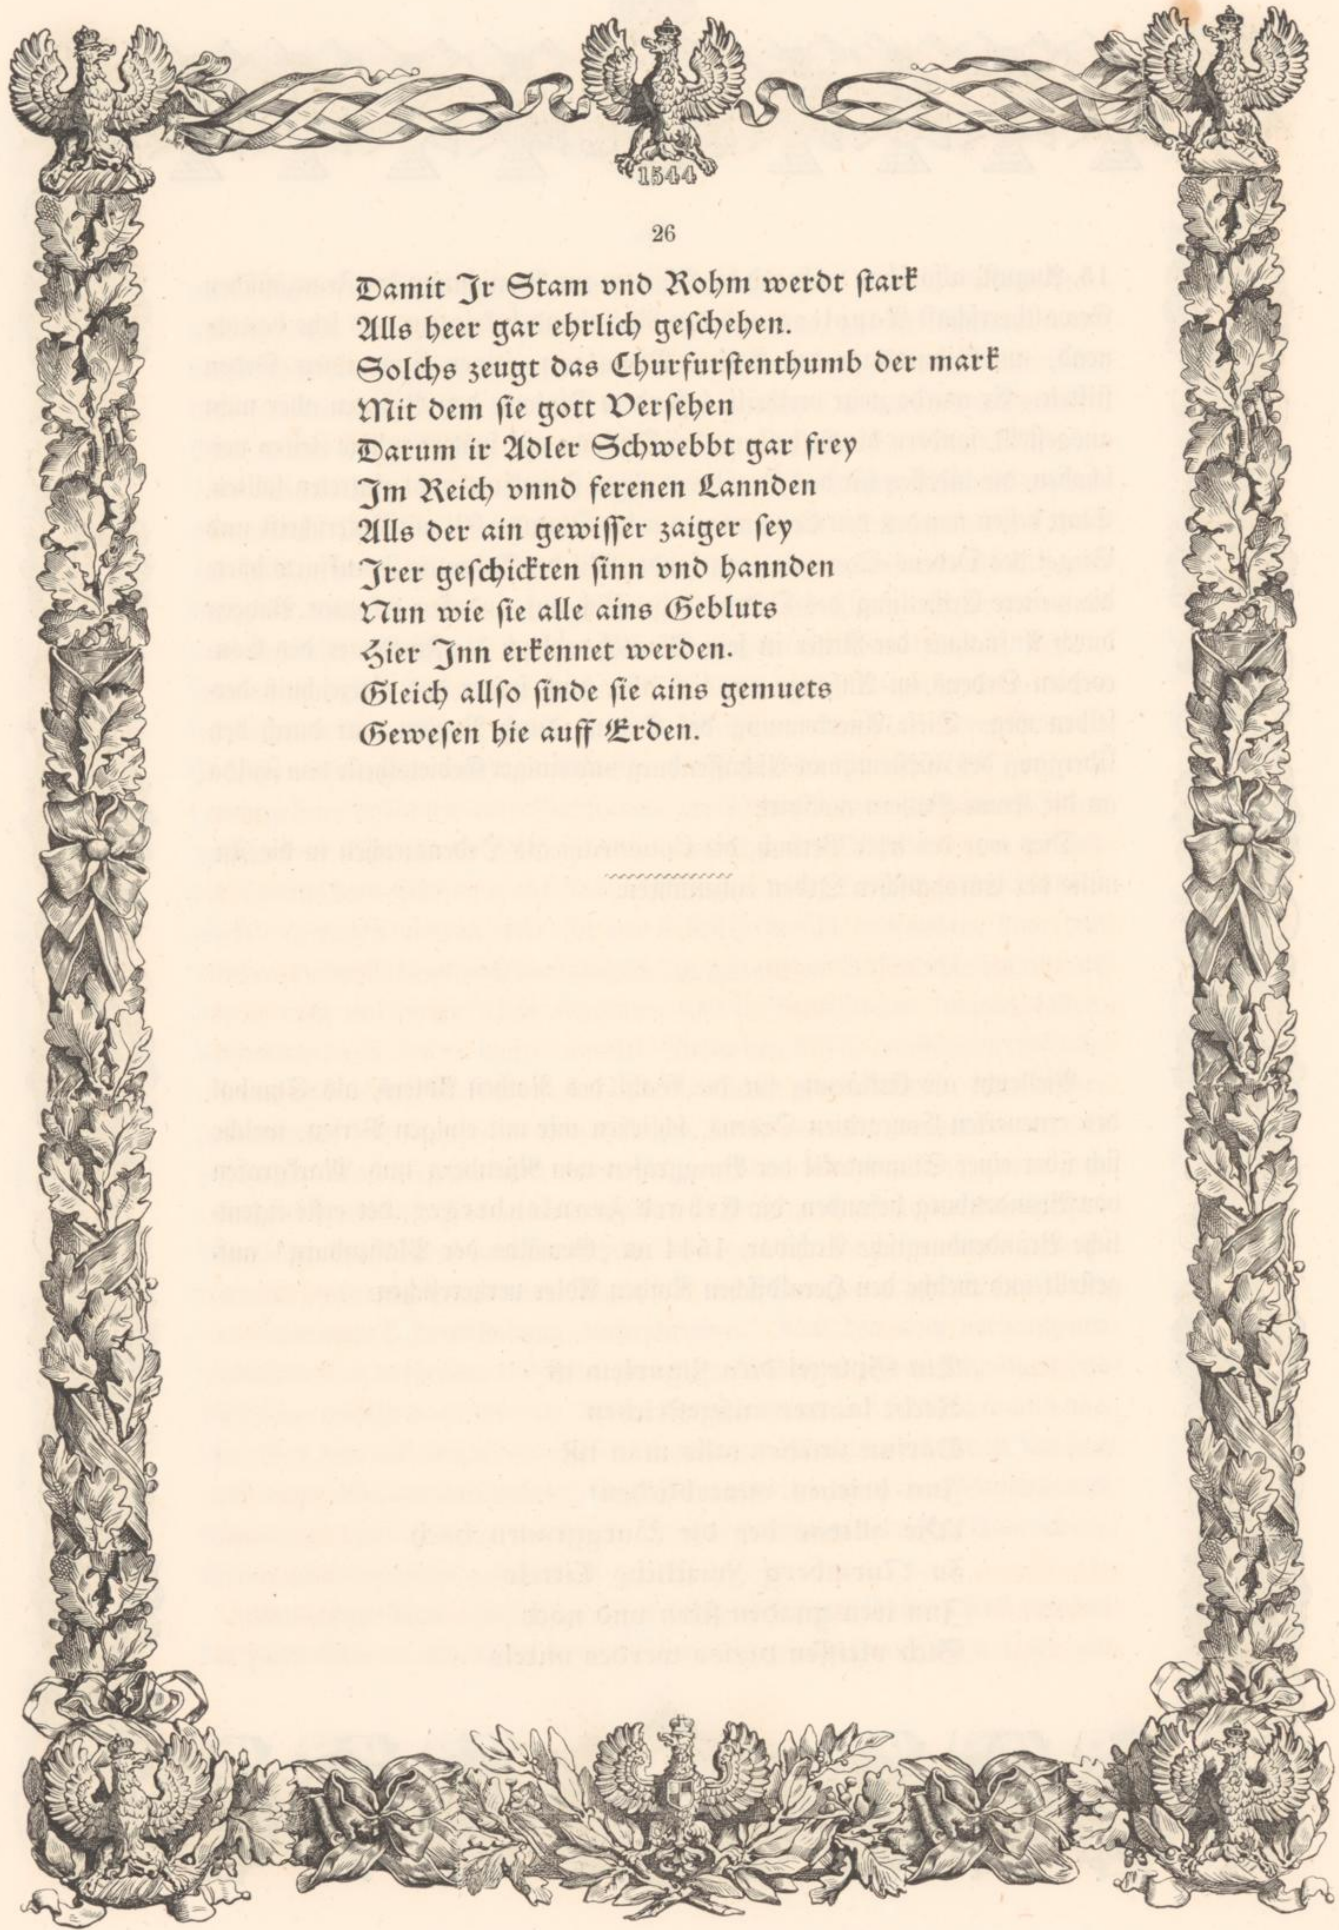 1544
26
Damit Jr Stam vnd Rohm werdt stark
Alls heer gar ehrlich geschehen.
Solchs zeugt das Churfurstenthumb der mark
Mit dem sie gott Versehen
Darum ir Adler Schwebbt gar frey
Im Reich vnnd ferenen Lannden
Alls der ain gewisser zaiger sey
Irer geschickten sinn vnd hannden
Nun wie sie alle ains Gebluts
Hier Inn erkennet werden.
Gleich allso sinde sie ains gemuets
Gewesen hie auff Erden.